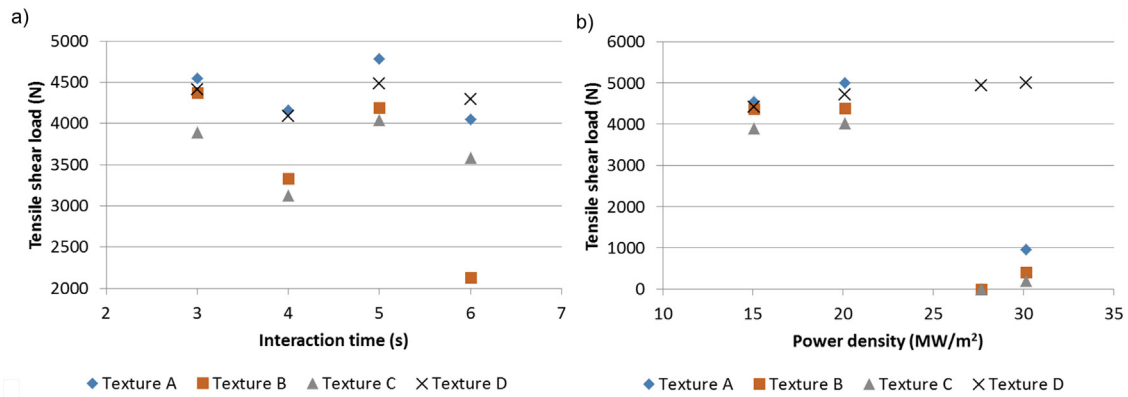 a)
5000
4500
4000
3500
3000
2500
2000
Tensile shear load (N)
2 3 4 5 6 7
Interaction time (s)
Texture A Texture B Texture C Texture D
b)
6000
5000
4000
3000
2000
1000
0
Tensile shear load (N)
10 15 20 25 30 35
Power density (MW/m²)
Texture A Texture B Texture C Texture D